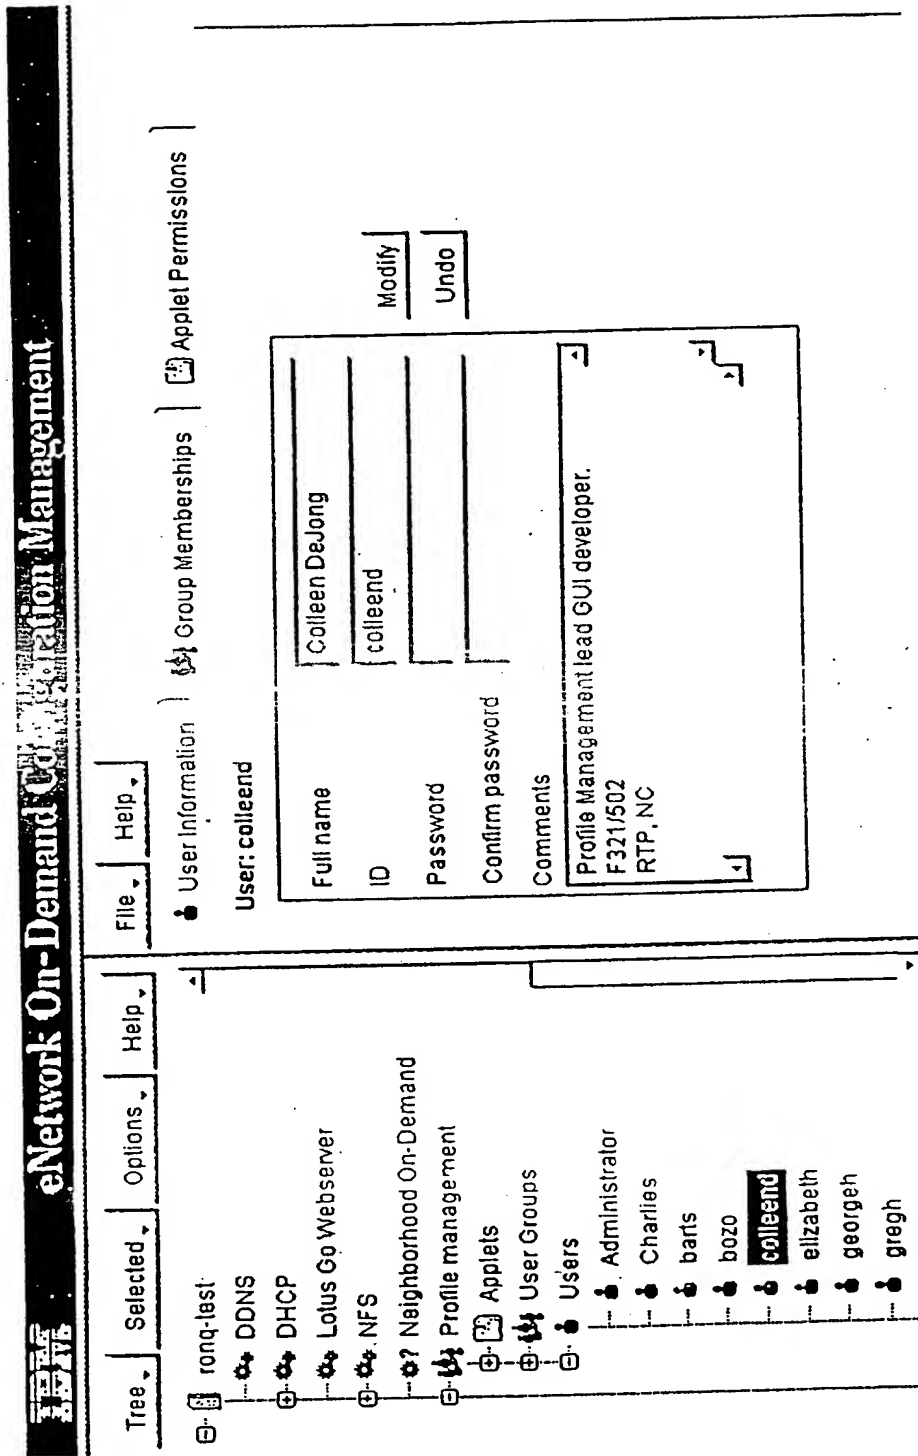 IBM eNetwork On-Demand Configuration Management
Tree Selected Options Help
ronq-test
DDNS
DHCP
Lotus Go Webserver
NFS
Neighborhood On-Demand
Profile management
Applets
User Groups
Users
Administrator
Charlies
barts
bozo
colleend
elizabeth
georgeh
gregh
File Help
User Information
Group Memberships
Applet Permissions
User: colleend
Full name
Colleen DeJong
ID
colleend
Password
Confirm password
Modify
Undo
Comments
Profile Management lead GUI developer.
F321/502
RTP, NC